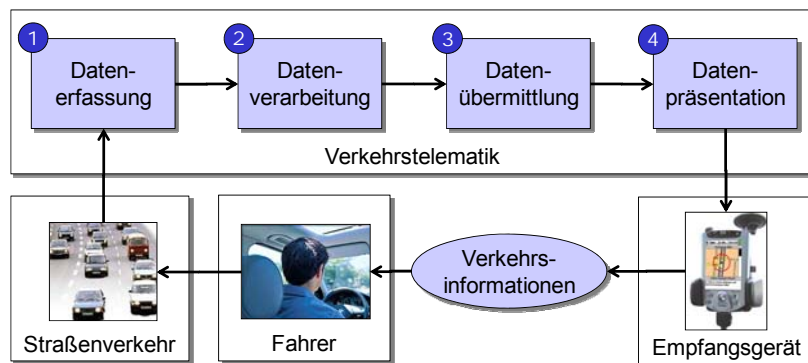 1
Daten-
erfassung
2
Daten-
verarbeitung
3
Daten-
übermittlung
4
Daten-
präsentation
Verkehrstelematik
Straßenverkehr
Fahrer
Verkehrs-
informationen
Empfangsgerät